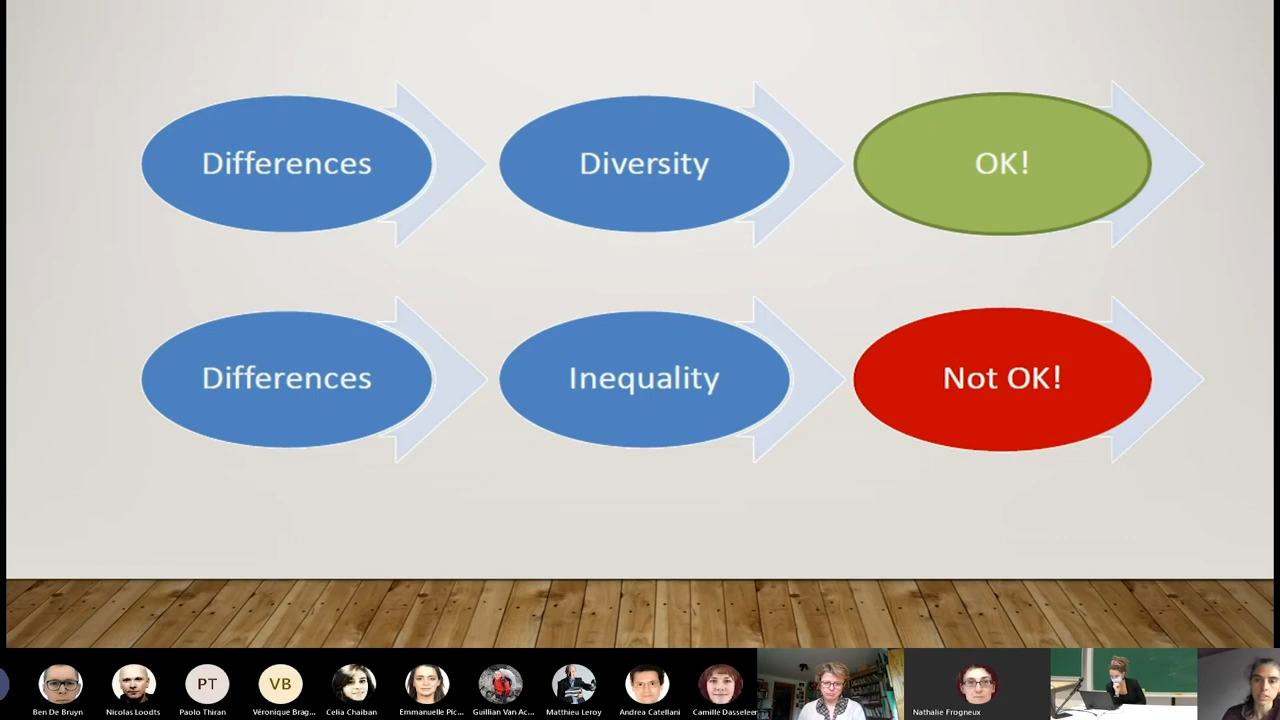 Differences
Diversity
OK!
Differences
Inequality
Not OK!
PT
VB
Ben De Bruyn
Nicolas Loodts
Paolo Thiran
Véronique Brag...
Celia Chaiban
Emmanuelle Pic...
Guillian Van Ac...
Matthieu Leroy
Andrea Catellani
Camille Dasseleer
Nathalie Frogneux